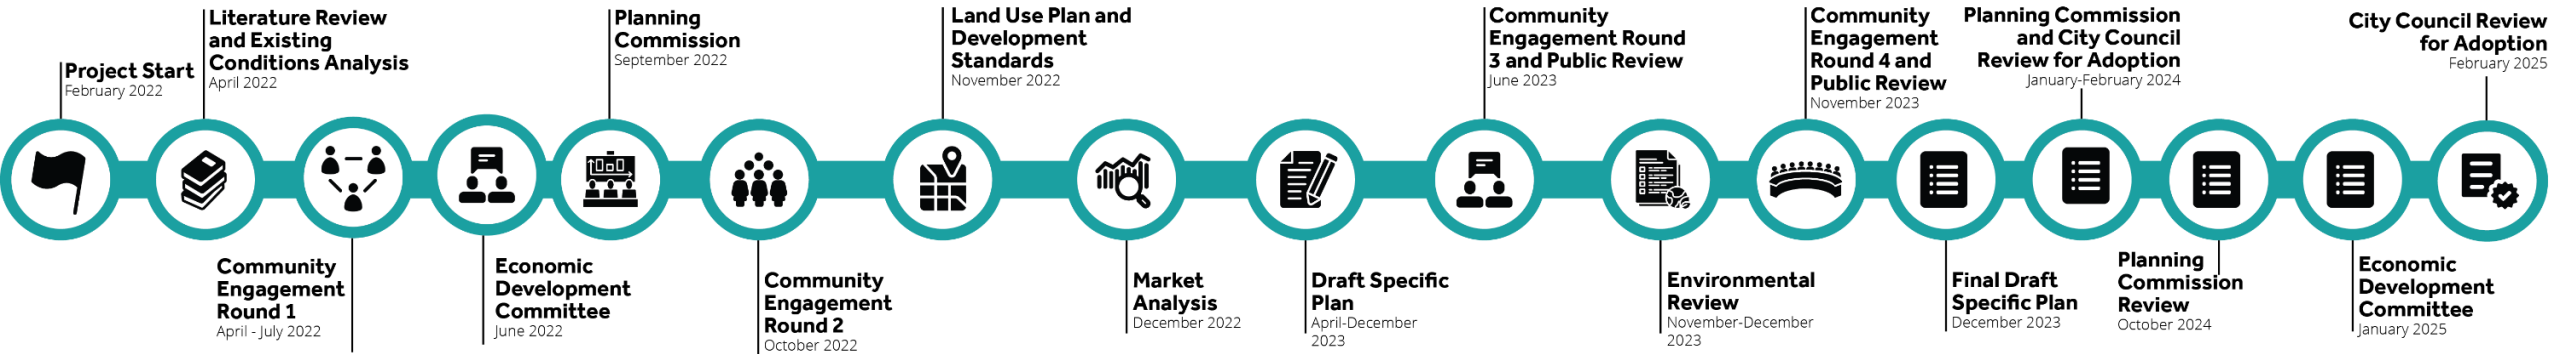 Project Start
February 2022
Literature Review
and Existing
Conditions Analysis
April 2022
Community
Engagement
Round 1
April - July 2022
Economic
Development
Committee
June 2022
Planning
Commission
September 2022
Community
Engagement
Round 2
October 2022
Land Use Plan and
Development
Standards
November 2022
Market
Analysis
December 2022
Draft Specific
Plan
April-December
2023
Community
Engagement Round
3 and Public Review
June 2023
Environmental
Review
November-December
2023
Community
Engagement
Round 4 and
Public Review
November 2023
Final Draft
Specific Plan
December 2023
Planning Commission
and City Council
Review for Adoption
January-February 2024
Planning
Commission
Review
October 2024
Economic
Development
Committee
January 2025
City Council Review
for Adoption
February 2025